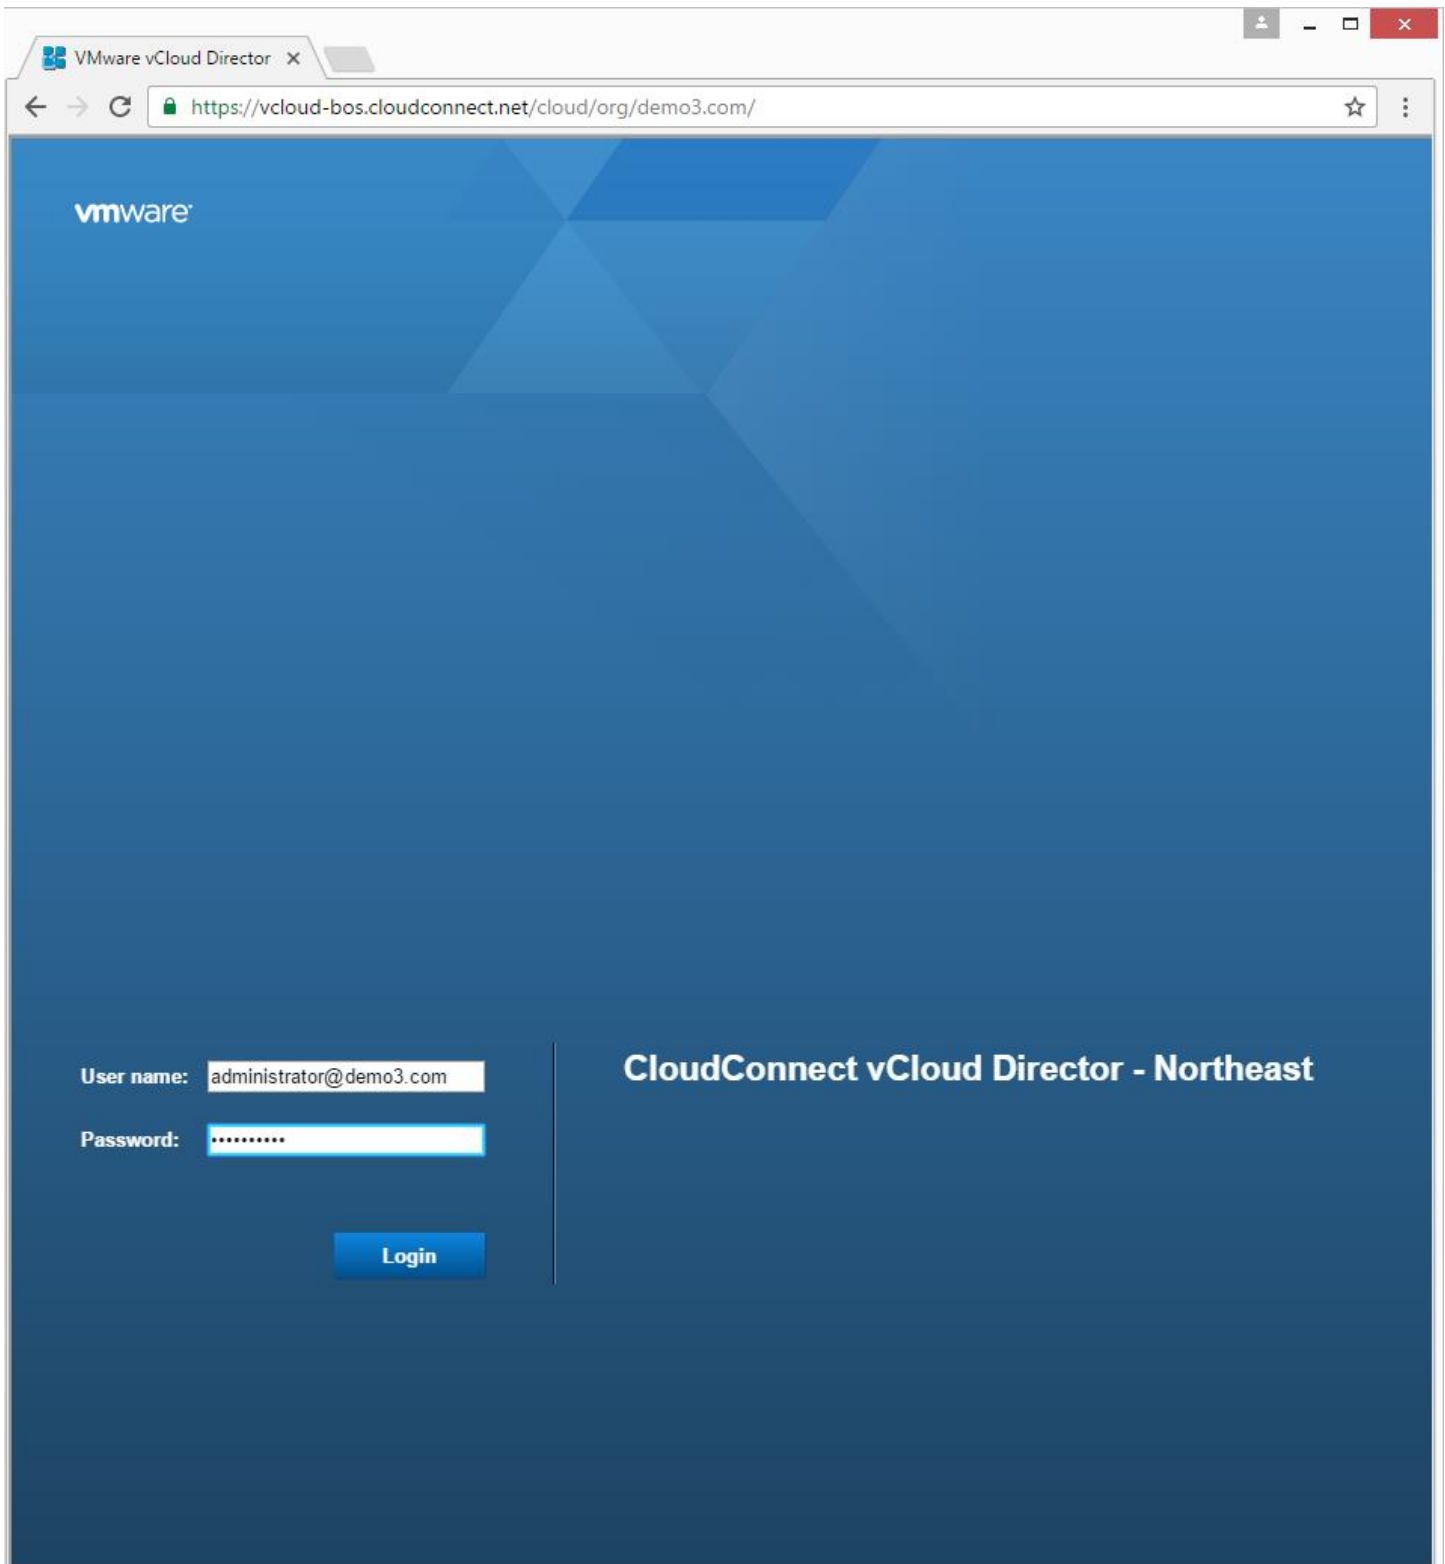 VMware vCloud Director
https://vcloud-bos.cloudconnect.net/cloud/org/demo3.com/
vmware
User name: administrator@demo3.com
CloudConnect vCloud Director - Northeast
Password: ••••••••••
Login